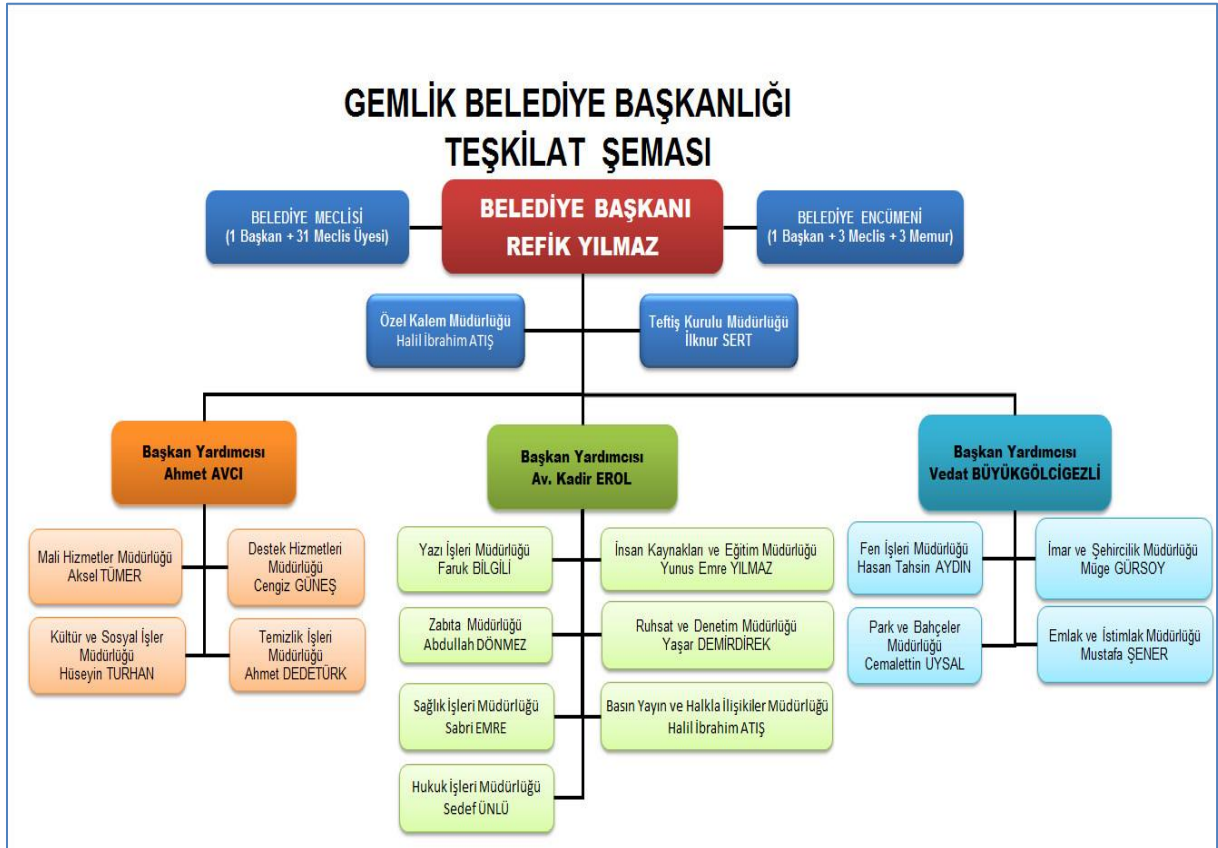 GEMLİK BELEDİYE BAŞKANLIĞI
TEŞKİLAT ŞEMASI
BELEDİYE MECLİSİ
(1 Başkan + 31 Meclis Üyesi)
BELEDİYE BAŞKANI
REFİK YILMAZ
BELEDİYE ENCÜMENİ
(1 Başkan + 3 Meclis + 3 Memur)
Özel Kalem Müdürlüğü
Halil İbrahim ATIŞ
Teftiş Kurulu Müdürlüğü
İlknur SERT
Başkan Yardımcısı
Ahmet AVCI
Başkan Yardımcısı
Av. Kadir EROL
Başkan Yardımcısı
Vedat BÜYÜKGÖLCİGEZLİ
Mali Hizmetler Müdürlüğü
Aksel TÜMER
Destek Hizmetleri
Müdürlüğü
Cengiz GÜNEŞ
Kültür ve Sosyal İşler
Müdürlüğü
Hüseyin TURHAN
Temizlik İşleri
Müdürlüğü
Ahmet DEDETÜRK
Yazı İşleri Müdürlüğü
Faruk BİLGİLİ
İnsan Kaynakları ve Eğitim Müdürlüğü
Yunus Emre YILMAZ
Zabıta Müdürlüğü
Abdullah DÖNMEZ
Ruhsat ve Denetim Müdürlüğü
Yaşar DEMİRDİREK
Sağlık İşleri Müdürlüğü
Sabri EMRE
Basın Yayın ve Halkla İlişikiler Müdürlüğü
Halil İbrahim ATIŞ
Hukuk İşleri Müdürlüğü
Sedef ÜNLÜ
Fen İşleri Müdürlüğü
Hasan Tahsin AYDIN
İmar ve Şehircilik Müdürlüğü
Müge GÜRSOY
Park ve Bahçeler
Müdürlüğü
Cemalettin UYSAL
Emlak ve İstimlak Müdürlüğü
Mustafa ŞENER